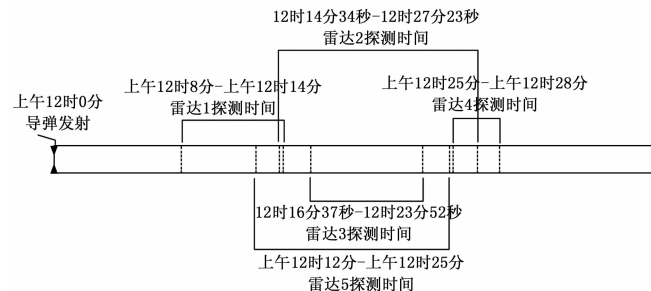 12时14分34秒-12时27分23秒
雷达2探测时间
上午12时8分-上午12时14分
雷达1探测时间
上午12时25分-上午12时28分
雷达4探测时间
上午12时0分
导弹发射
12时16分37秒-12时23分52秒
雷达3探测时间
上午12时12分-上午12时25分
雷达5探测时间